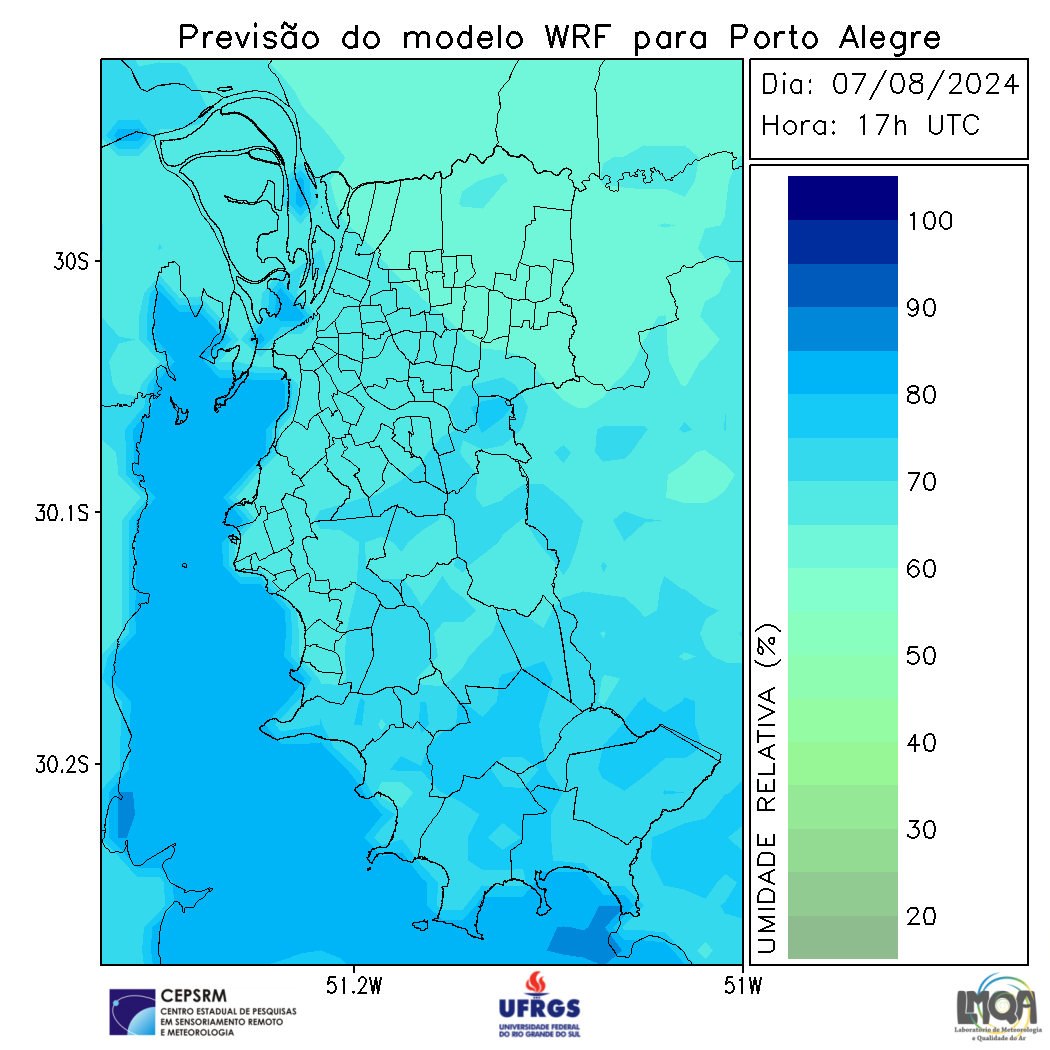 Previsão do modelo WRF para Porto Alegre
Dia: 07/08/2024
Hora: 17h UTC
30S
30.1S
30.2S
51.2W
51W
100
90
80
70
60
50
40
30
20
UMIDADE RELATIVA (%)
CEPSRM
CENTRO ESTADUAL DE PESQUISAS
EM SENSORIAMENTO REMOTO
E METEOROLOGIA
UFRGS
UNIVERSIDADE FEDERAL
DO RIO GRANDE DO SUL
LMQA
Laboratório de Meteorologia
e Qualidade do Ar